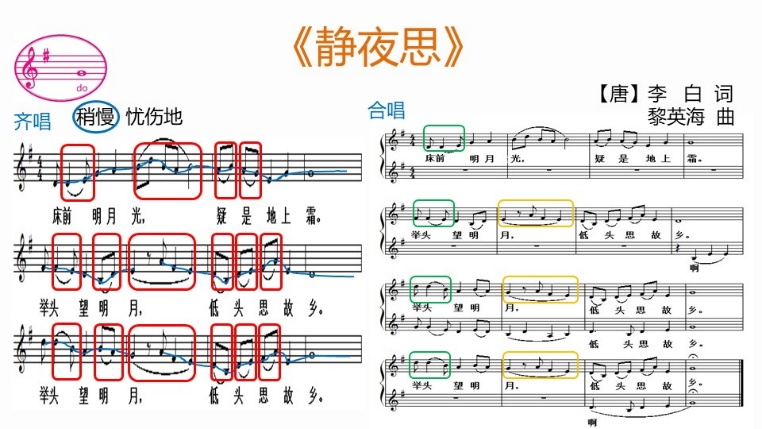 《静夜思》
do
齐唱
稍慢 忧伤地
床前 明月光， 疑是地上霜。
举头 望明月， 低头思故乡。
举头 望明月， 低头思故乡。
合唱
【唐】李 白 词
黎英海 曲
床前 明月光， 疑是地上霜。
举头 望明月， 低头思故乡。
啊
举头 望明月， 低头思故乡。
低头思故乡。
举头 望明月， 低头思故乡。
啊